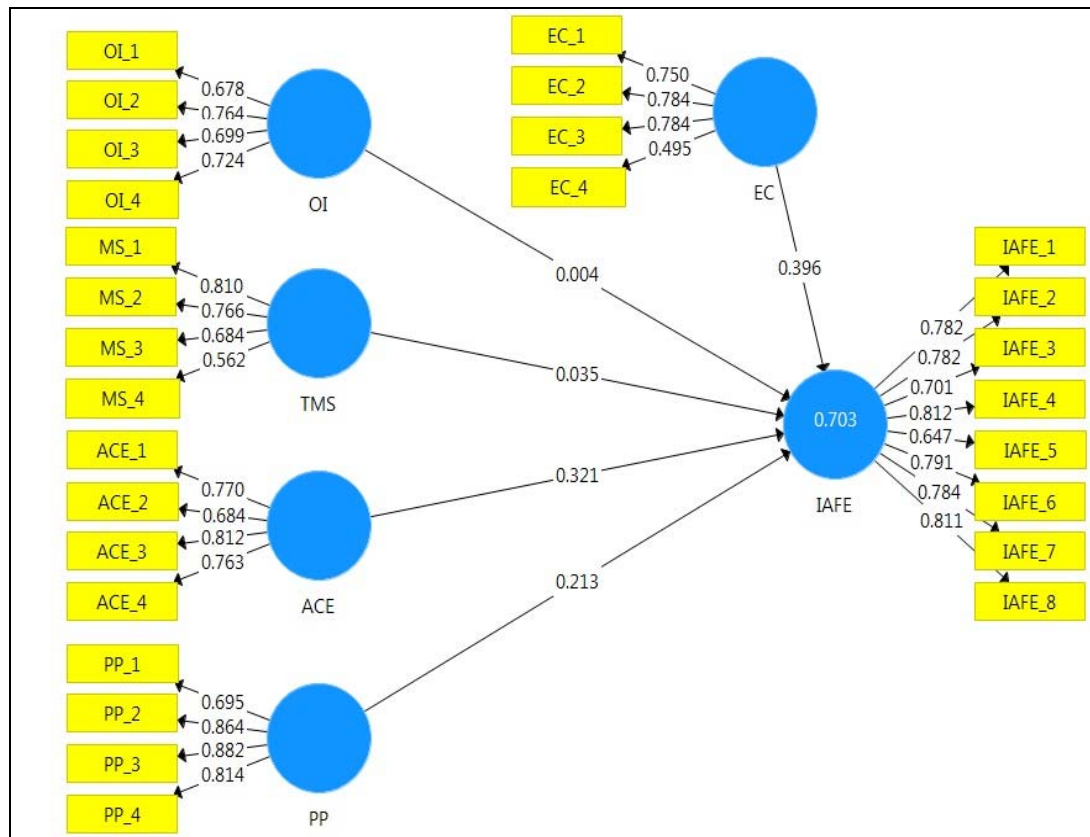 OI_1
OI_2
OI_3
OI_4
0.678
0.764
0.699
0.724
OI
EC_1
EC_2
EC_3
EC_4
0.750
0.784
0.784
0.495
EC
MS_1
MS_2
MS_3
MS_4
0.810
0.766
0.684
0.562
TMS
ACE_1
ACE_2
ACE_3
ACE_4
0.770
0.684
0.812
0.763
ACE
PP_1
PP_2
PP_3
PP_4
0.695
0.864
0.882
0.814
PP
0.004
0.035
0.321
0.213
0.396
0.703
IAFE
0.782
0.782
0.701
0.812
0.647
0.791
0.784
0.811
IAFE_1
IAFE_2
IAFE_3
IAFE_4
IAFE_5
IAFE_6
IAFE_7
IAFE_8